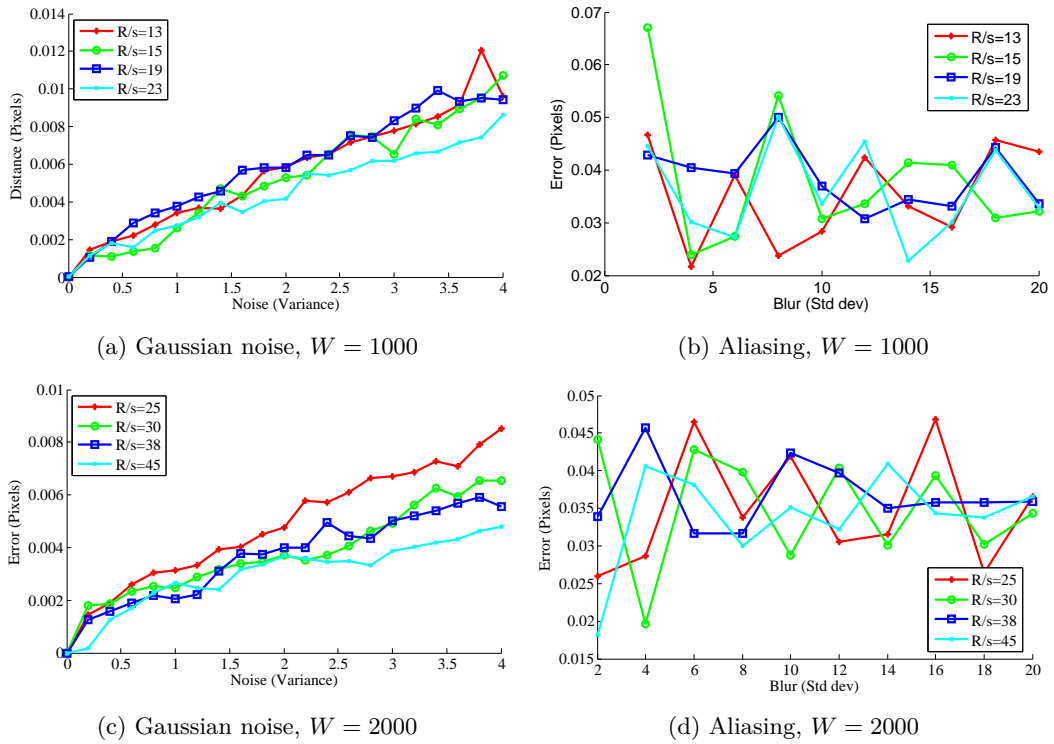 0.014
0.012
0.01
0.008
0.006
0.004
0.002
0
Distance (Pixels)
R/s=13
R/s=15
R/s=19
R/s=23
0 0.5 1 1.5 2 2.5 3 3.5 4
Noise (Variance)
(a) Gaussian noise, W = 1000
0.07
0.06
0.05
0.04
0.03
0.02
Error (Pixels)
R/s=13
R/s=15
R/s=19
R/s=23
0 5 10 15 20
Blur (Std dev)
(b) Aliasing, W = 1000
0.01
0.008
0.006
0.004
0.002
0
Error (Pixels)
R/s=25
R/s=30
R/s=38
R/s=45
0 0.5 1 1.5 2 2.5 3 3.5 4
Noise (Variance)
(c) Gaussian noise, W = 2000
0.05
0.045
0.04
0.035
0.03
0.025
0.02
0.015
Error (Pixels)
R/s=25
R/s=30
R/s=38
R/s=45
2 4 6 8 10 12 14 16 18 20
Blur (Std dev)
(d) Aliasing, W = 2000